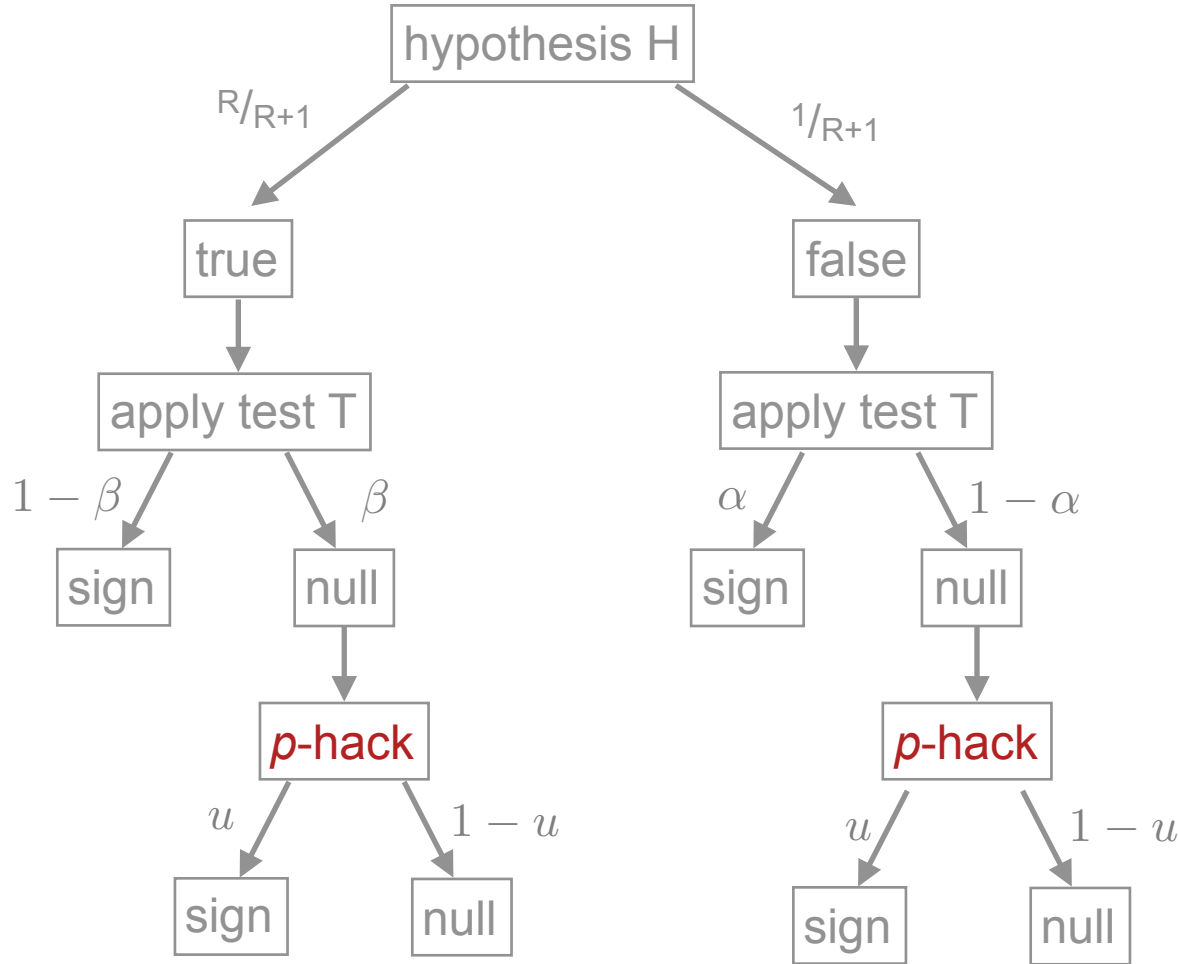 hypothesis H
R/R+1
1/R+1
true
false
apply test T
apply test T
1 − β
β
α
1 − α
sign
null
sign
null
p-hack
p-hack
u
1 − u
u
1 − u
sign
null
sign
null